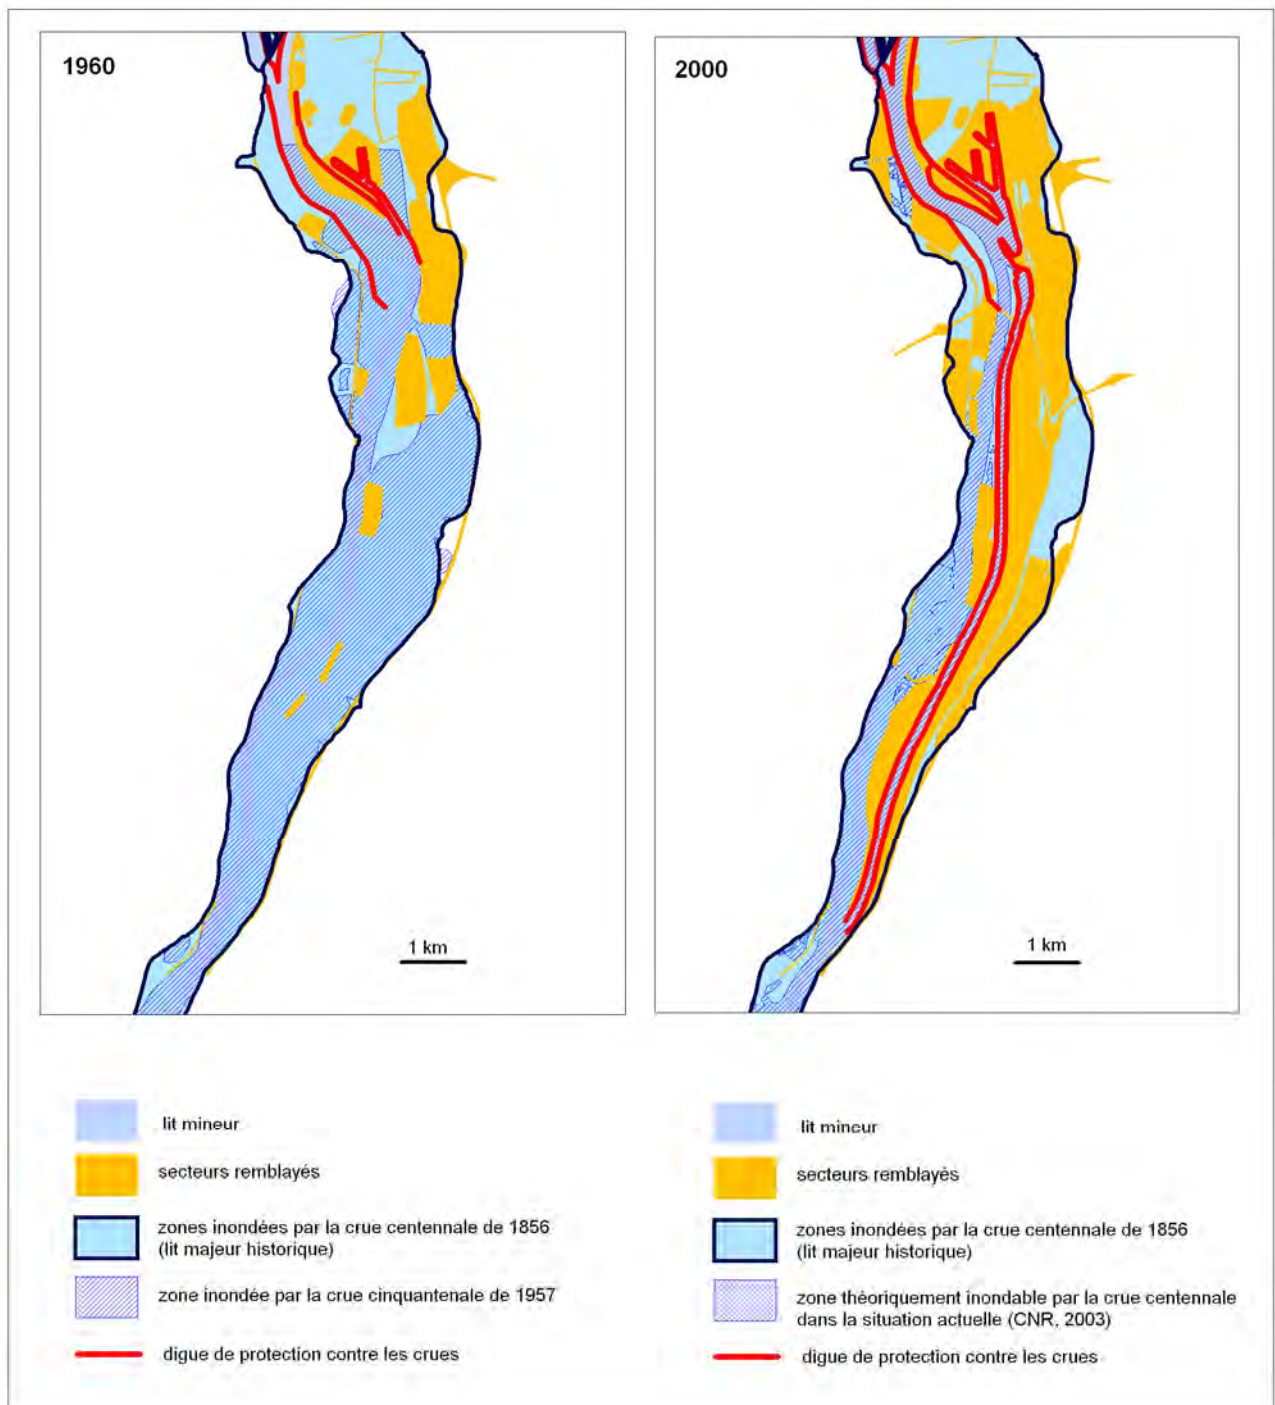 1960
2000
1 km
1 km
lit mineur
secteurs remblayés
zones inondées par la crue centennale de 1856
(lit majeur historique)
zone inondée par la crue cinquantenale de 1957
digue de protection contre les crues
lit mineur
secteurs remblayés
zones inondées par la crue centennale de 1856
(lit majeur historique)
zone théoriquement inondable par la crue centennale
dans la situation actuelle (CNR, 2003)
digue de protection contre les crues